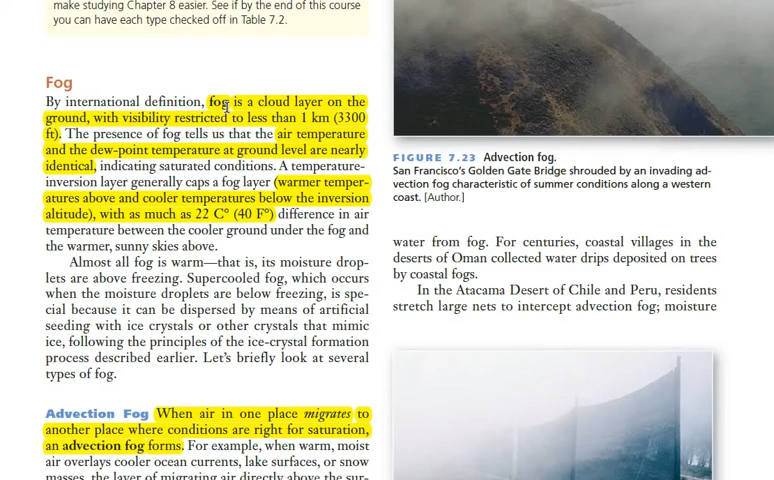 make studying Chapter 8 easier. See if by the end of this course
you can have each type checked off in Table 7.2.
Fog
By international definition, fog is a cloud layer on the
ground, with visibility restricted to less than 1 km (3300
ft). The presence of fog tells us that the air temperature
and the dew-point temperature at ground level are nearly
identical, indicating saturated conditions. A temperature-
inversion layer generally caps a fog layer (warmer temper-
atures above and cooler temperatures below the inversion
altitude), with as much as 22 C° (40 F°) difference in air
temperature between the cooler ground under the fog and
the warmer, sunny skies above.
Almost all fog is warm—that is, its moisture drop-
lets are above freezing. Supercooled fog, which occurs
when the moisture droplets are below freezing, is spe-
cial because it can be dispersed by means of artificial
seeding with ice crystals or other crystals that mimic
ice, following the principles of the ice-crystal formation
process described earlier. Let's briefly look at several
types of fog.
Advection Fog When air in one place migrates to
another place where conditions are right for saturation,
an advection fog forms. For example, when warm, moist
air overlays cooler ocean currents, lake surfaces, or snow
masses, the layer of migrating air directly above the sur-
FIGURE 7.23 Advection fog.
San Francisco's Golden Gate Bridge shrouded by an invading ad-
vection fog characteristic of summer conditions along a western
coast. [Author.]
water from fog. For centuries, coastal villages in the
deserts of Oman collected water drips deposited on trees
by coastal fogs.
In the Atacama Desert of Chile and Peru, residents
stretch large nets to intercept advection fog; moisture